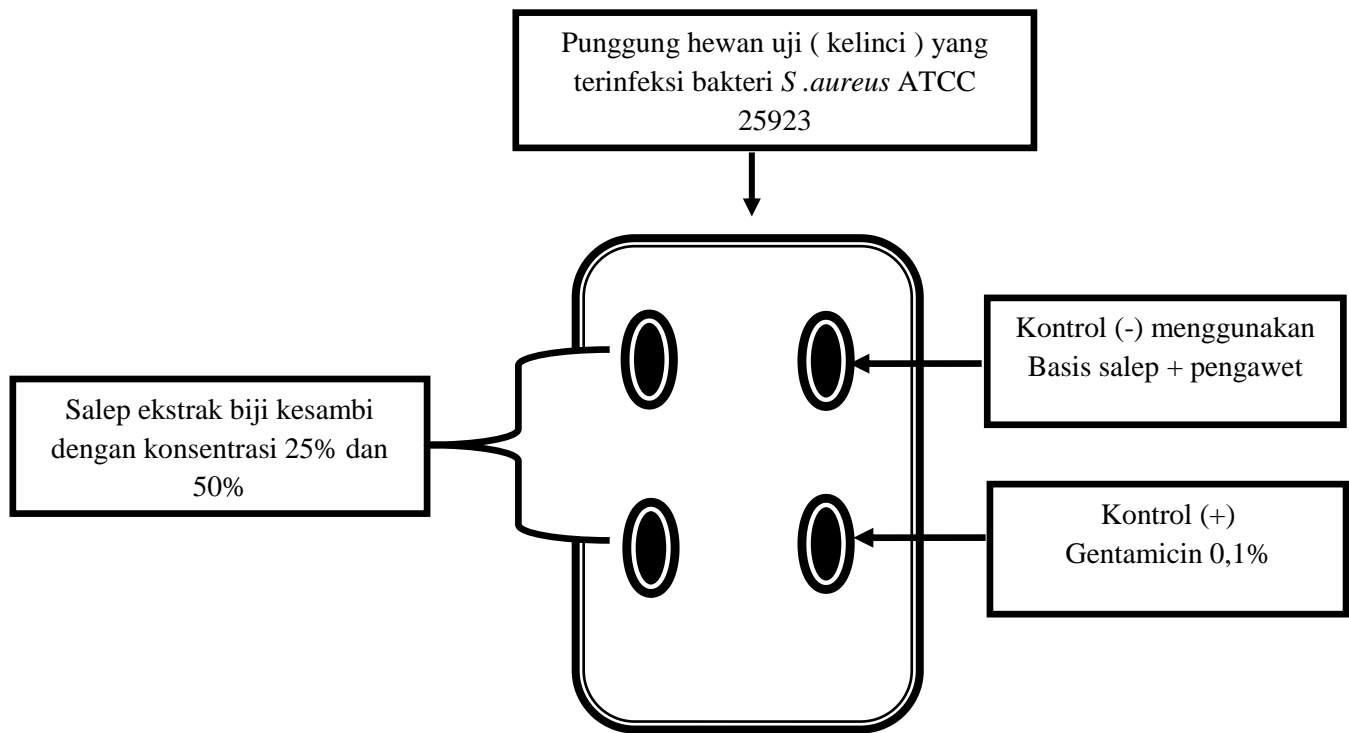 Punggung hewan uji ( kelinci ) yang
terinfeksi bakteri S .aureus ATCC
25923
Salep ekstrak biji kesambi
dengan konsentrasi 25% dan
50%
Kontrol (-) menggunakan
Basis salep + pengawet
Kontrol (+)
Gentamicin 0,1%